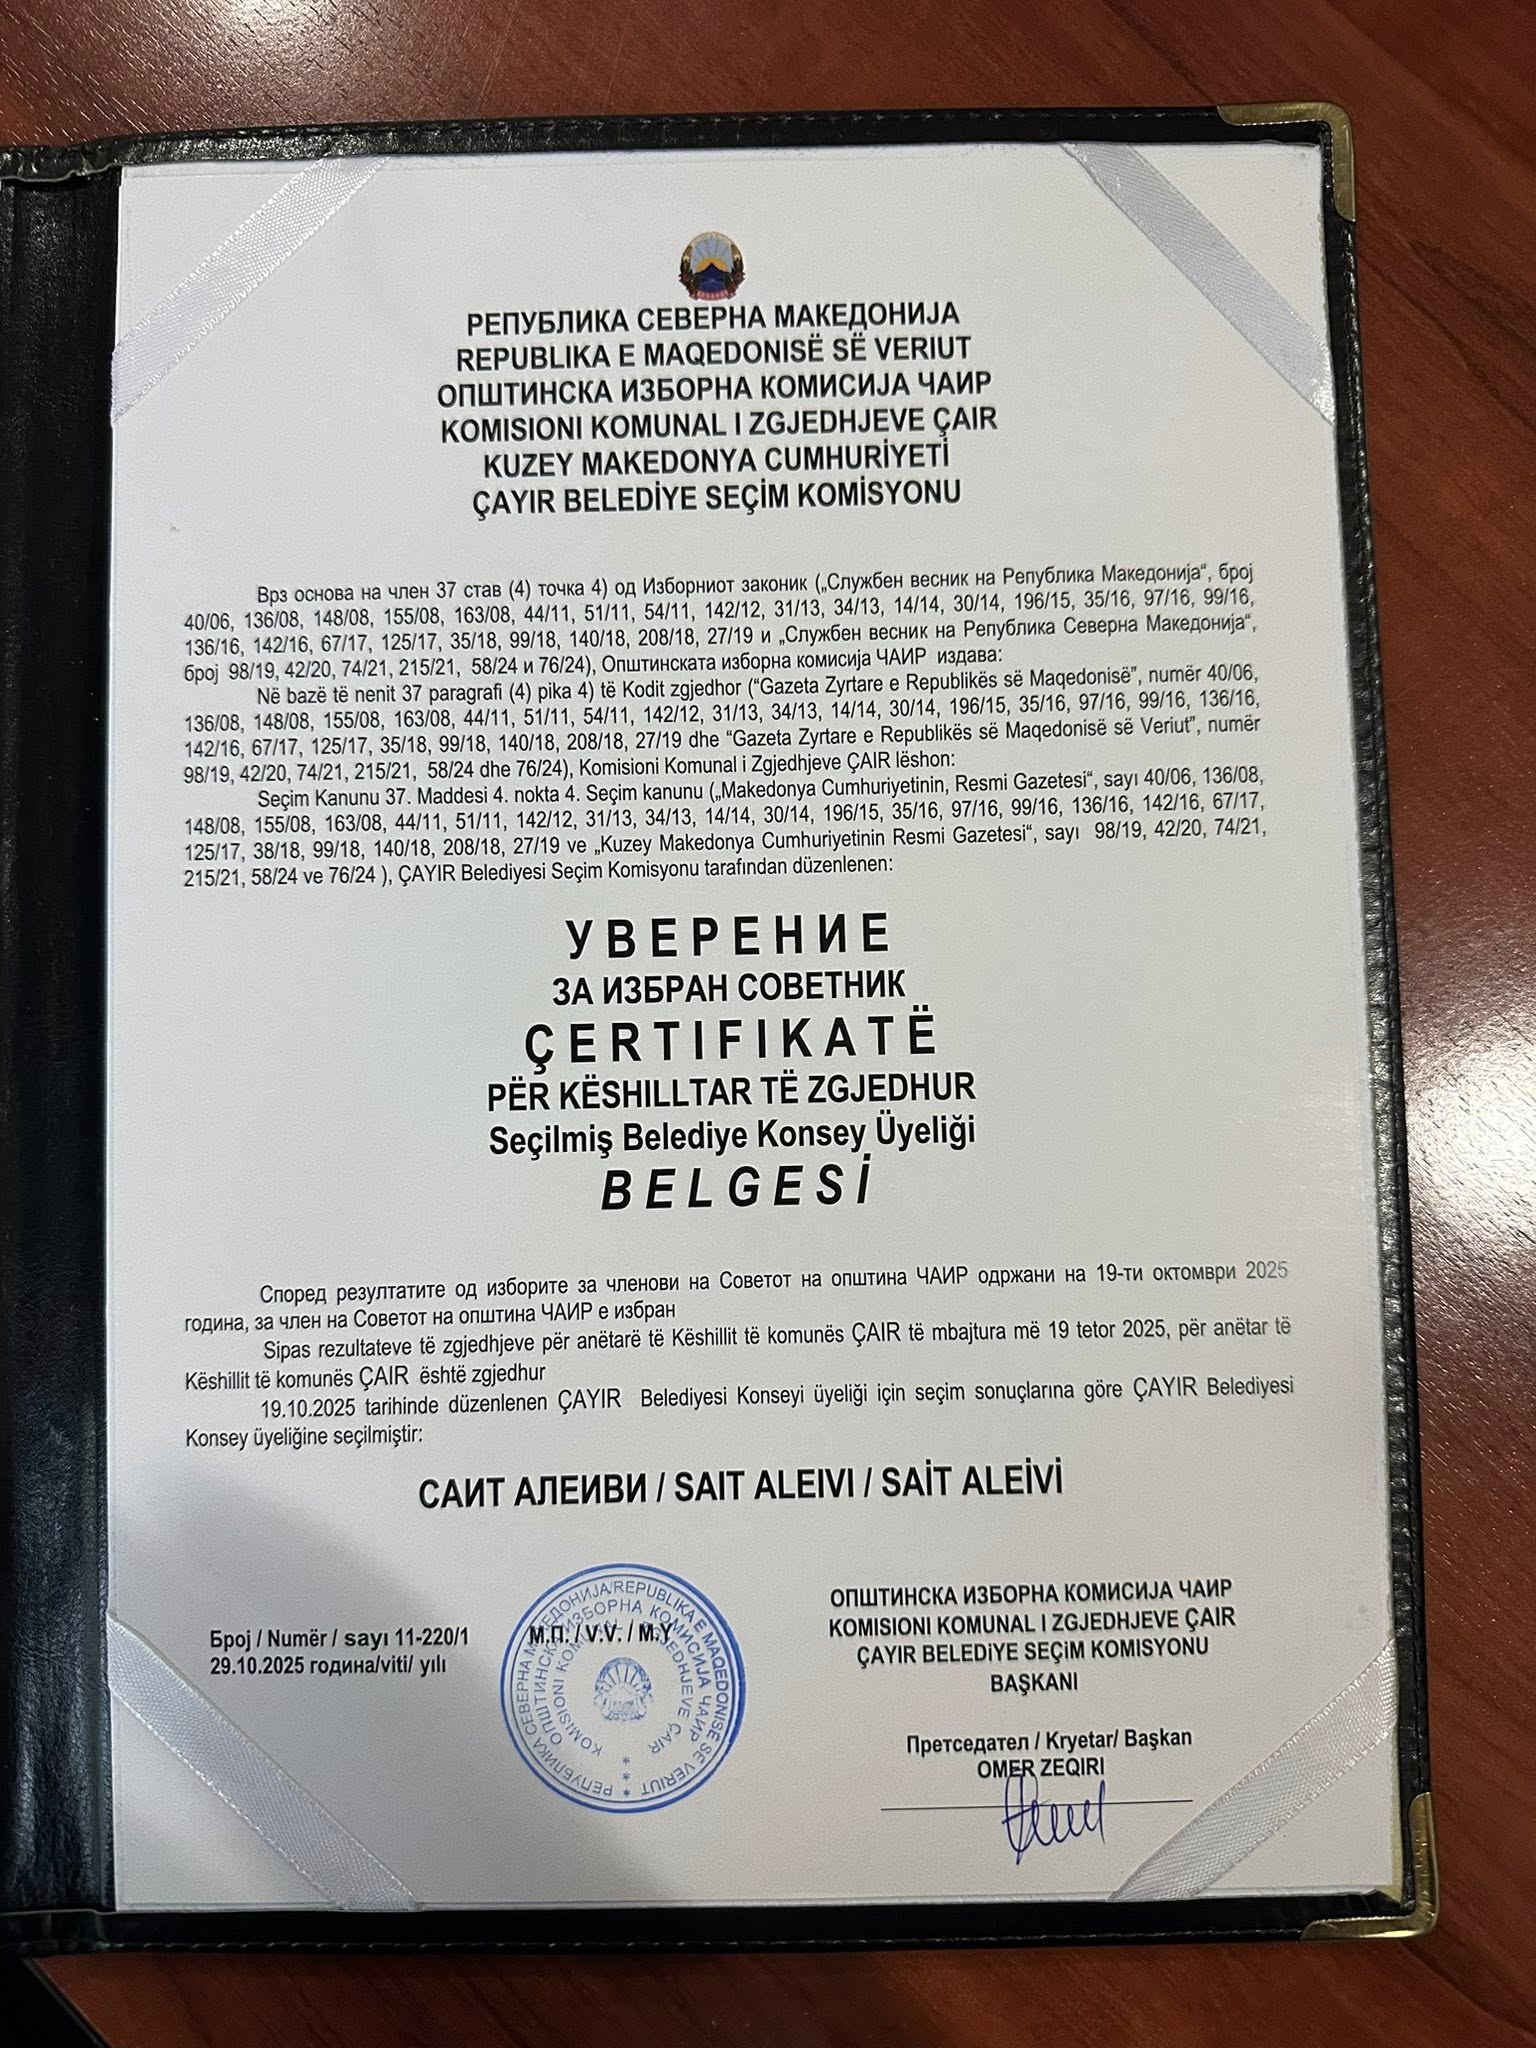 РЕПУБЛИКА СЕВЕРНА МАКЕДОНИЈА
REPUBLIKA E MAQEDONISË SË VERIUT
ОПШТИНСКА ИЗБОРНА КОМИСИЈА ЧАИР
KOMISIONI KOMUNAL I ZGJEDHJEVE ÇAIR
KUZEY MAKEDONYA CUMHURİYETİ
ÇAYIR BELEDİYE SEÇİM KOMİSYONU
Врз основа на член 37 став (4) точка 4) од Изборниот законик („Службен весник на Република Македонија“, број
40/06, 136/08, 148/08, 155/08, 163/08, 44/11, 51/11, 54/11, 142/12, 31/13, 34/13, 14/14, 30/14, 196/15, 35/16, 97/16, 99/16,
136/16, 142/16, 67/17, 125/17, 35/18, 99/18, 140/18, 208/18, 27/19 и „Службен весник на Република Северна Македонија“,
број 98/19, 42/20, 74/21, 215/21, 58/24 и 76/24), Општинската изборна комисија ЧАИР издава:
Në bazë të nenit 37 paragrafi (4) pika 4) të Kodit zgjedhor (“Gazeta Zyrtare e Republikës së Maqedonisë”, numër 40/06,
136/08, 148/08, 155/08, 163/08, 44/11, 51/11, 54/11, 142/12, 31/13, 34/13, 14/14, 30/14, 196/15, 35/16, 97/16, 99/16, 136/16,
142/16, 67/17, 125/17, 35/18, 99/18, 140/18, 208/18, 27/19 dhe “Gazeta Zyrtare e Republikës së Maqedonisë së Veriut”, numër
98/19, 42/20, 74/21, 215/21, 58/24 dhe 76/24), Komisioni Komunal i Zgjedhjeve ÇAIR lëshon:
Seçim Kanunu 37. Maddesi 4. nokta 4. Seçim kanunu („Makedonya Cumhuriyetinin, Resmi Gazetesi“, sayı 40/06, 136/08,
148/08, 155/08, 163/08, 44/11, 51/11, 142/12, 31/13, 34/13, 14/14, 30/14, 196/15, 35/16, 97/16, 99/16, 136/16, 142/16, 67/17,
125/17, 38/18, 99/18, 140/18, 208/18, 27/19 ve „Kuzey Makedonya Cumhuriyetinin Resmi Gazetesi“, sayı 98/19, 42/20, 74/21,
215/21, 58/24 ve 76/24 ), ÇAYIR Belediyesi Seçim Komisyonu tarafından düzenlenen:
У В Е Р Е Н И Е
ЗА ИЗБРАН СОВЕТНИК
Ç E R T I F I K A T Ë
PËR KËSHILLTAR TË ZGJEDHUR
Seçilmiş Belediye Konsey Üyeliği
B E L G E S İ
Според резултатите од изборите за членови на Советот на општина ЧАИР одржани на 19-ти октомври 2025
година, за член на Советот на општина ЧАИР е избран
Sipas rezultateve të zgjedhjeve për anëtarë të Këshillit të komunës ÇAIR të mbajtura më 19 tetor 2025, për anëtar të
Këshillit të komunës ÇAIR është zgjedhur
19.10.2025 tarihinde düzenlenen ÇAYIR Belediyesi Konseyi üyeliği için seçim sonuçlarına göre ÇAYIR Belediyesi
Konsey üyeliğine seçilmiştir:
САИТ АЛЕИВИ / SAIT ALEIVI / SAİT ALEİVİ
Број / Numër / sayı 11-220/1
29.10.2025 година/viti/ yılı
М.П. / V.V. / M.Y
РЕПУБЛИКА СЕВЕРНА МАКЕДОНИЈА/REPUBLIKA E MAQEDONISË SË VERIUT
ОПШТИНСКА ИЗБОРНА КОМИСИЈА ЧАИР
KOMISIONI KOMUNAL I ZGJEDHJEVE ÇAIR
ОПШТИНСКА ИЗБОРНА КОМИСИЈА ЧАИР
KOMISIONI KOMUNAL I ZGJEDHJEVE ÇAIR
ÇAYIR BELEDiYE SEÇiM KOMISYONU
BAŞKANI
Претседател / Kryetar/ Başkan
OMER ZEQIRI